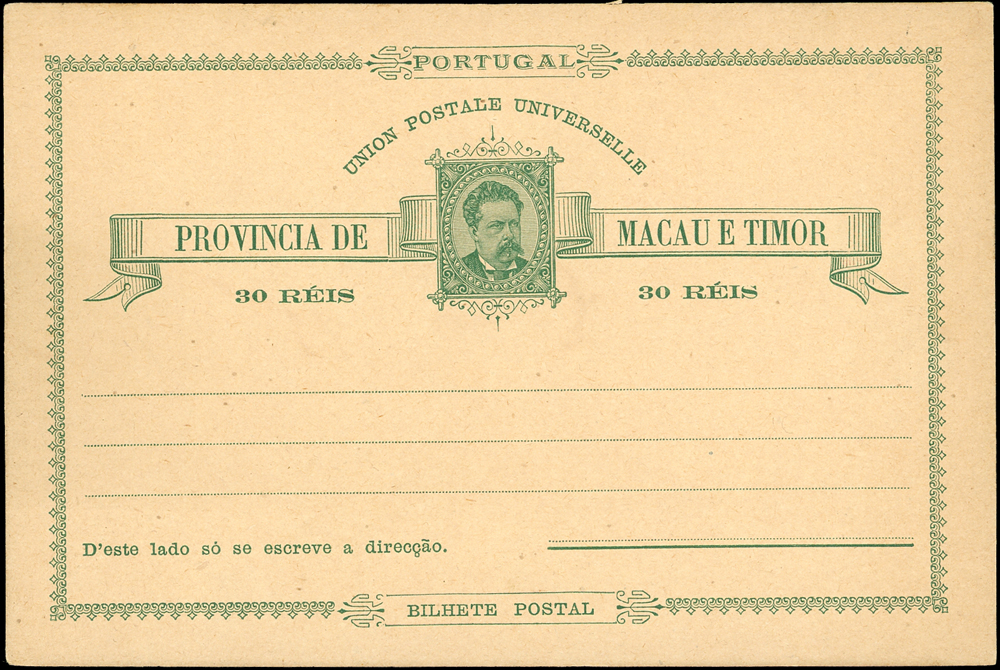 PORTUGAL
UNION POSTALE UNIVERSELLE
PROVINCIA DE MACAU E TIMOR
30 RÉIS 30 RÉIS
D'este lado só se escreve a direcção.
BILHETE POSTAL